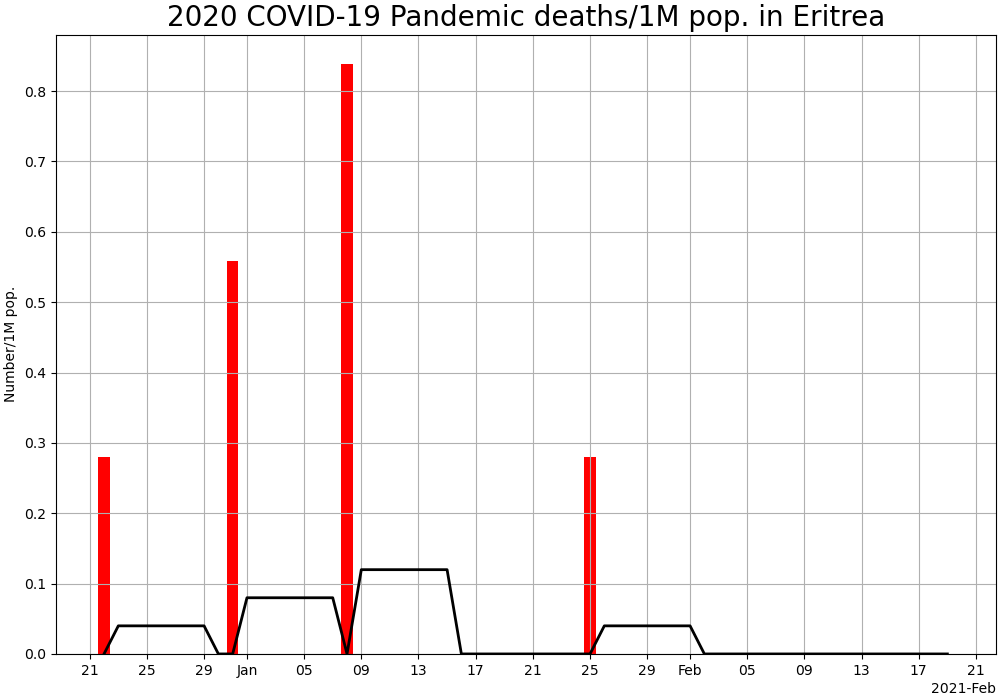 2020 COVID-19 Pandemic deaths/1M pop. in Eritrea
Number/1M pop.
0.8
0.7
0.6
0.5
0.4
0.3
0.2
0.1
0.0
21 25 29 Jan 05 09 13 17 21 25 29 Feb 05 09 13 17 21
2021-Feb